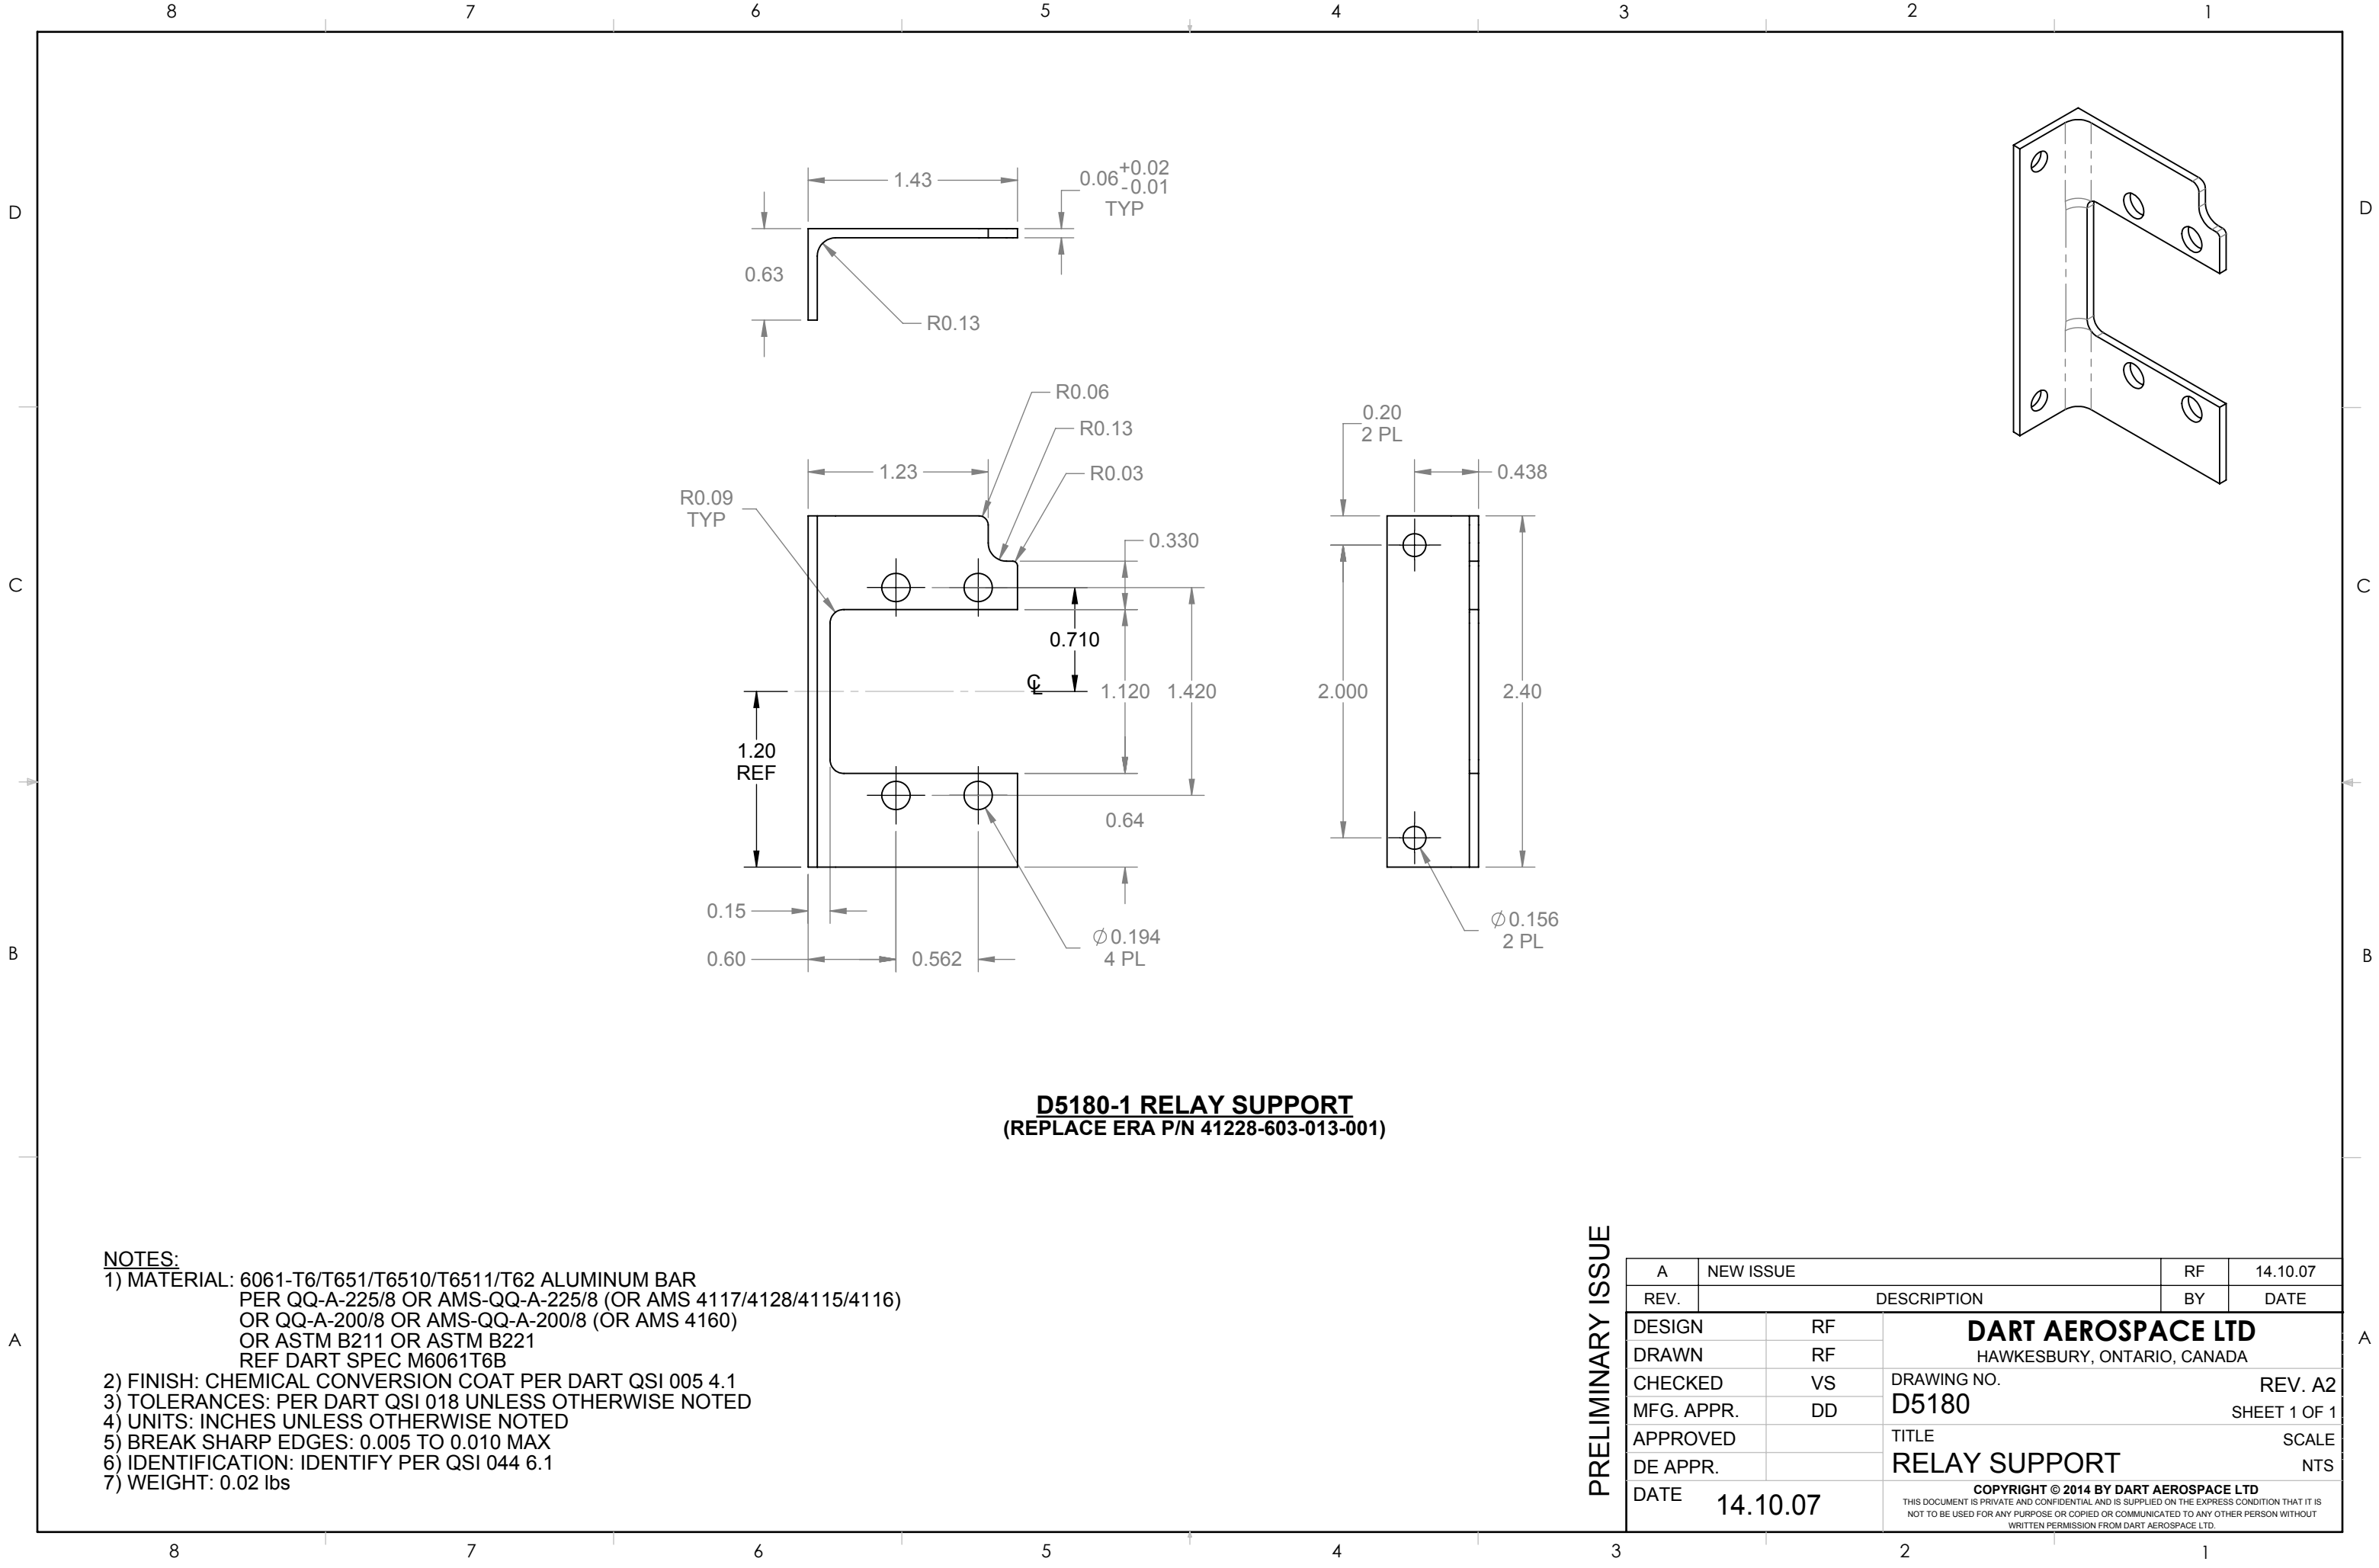 8 7 6 5 4 3 2 1
D D
1.43
0.06 +0.02 -0.01
TYP
0.63
R0.13
R0.06
R0.13
R0.03
1.23
R0.09
TYP
0.330
0.710
℄
1.120 1.420
1.20
REF
0.64
0.15
0.60
0.562
Ø0.194
4 PL
0.20
2 PL
0.438
2.000
2.40
Ø0.156
2 PL
C C
B B
D5180-1 RELAY SUPPORT
(REPLACE ERA P/N 41228-603-013-001)
NOTES:
1) MATERIAL: 6061-T6/T651/T6510/T6511/T62 ALUMINUM BAR
PER QQ-A-225/8 OR AMS-QQ-A-225/8 (OR AMS 4117/4128/4115/4116)
OR QQ-A-200/8 OR AMS-QQ-A-200/8 (OR AMS 4160)
OR ASTM B211 OR ASTM B221
REF DART SPEC M6061T6B
2) FINISH: CHEMICAL CONVERSION COAT PER DART QSI 005 4.1
3) TOLERANCES: PER DART QSI 018 UNLESS OTHERWISE NOTED
4) UNITS: INCHES UNLESS OTHERWISE NOTED
5) BREAK SHARP EDGES: 0.005 TO 0.010 MAX
6) IDENTIFICATION: IDENTIFY PER QSI 044 6.1
7) WEIGHT: 0.02 lbs
A A
PRELIMINARY ISSUE
A NEW ISSUE RF 14.10.07
REV. DESCRIPTION BY DATE
DESIGN RF
DRAWN RF
CHECKED VS
MFG. APPR. DD
APPROVED
DE APPR.
DATE 14.10.07
DART AEROSPACE LTD
HAWKESBURY, ONTARIO, CANADA
DRAWING NO. REV. A2
D5180 SHEET 1 OF 1
TITLE SCALE
RELAY SUPPORT NTS
COPYRIGHT © 2014 BY DART AEROSPACE LTD
THIS DOCUMENT IS PRIVATE AND CONFIDENTIAL AND IS SUPPLIED ON THE EXPRESS CONDITION THAT IT IS
NOT TO BE USED FOR ANY PURPOSE OR COPIED OR COMMUNICATED TO ANY OTHER PERSON WITHOUT
WRITTEN PERMISSION FROM DART AEROSPACE LTD.
8 7 6 5 4 3 2 1